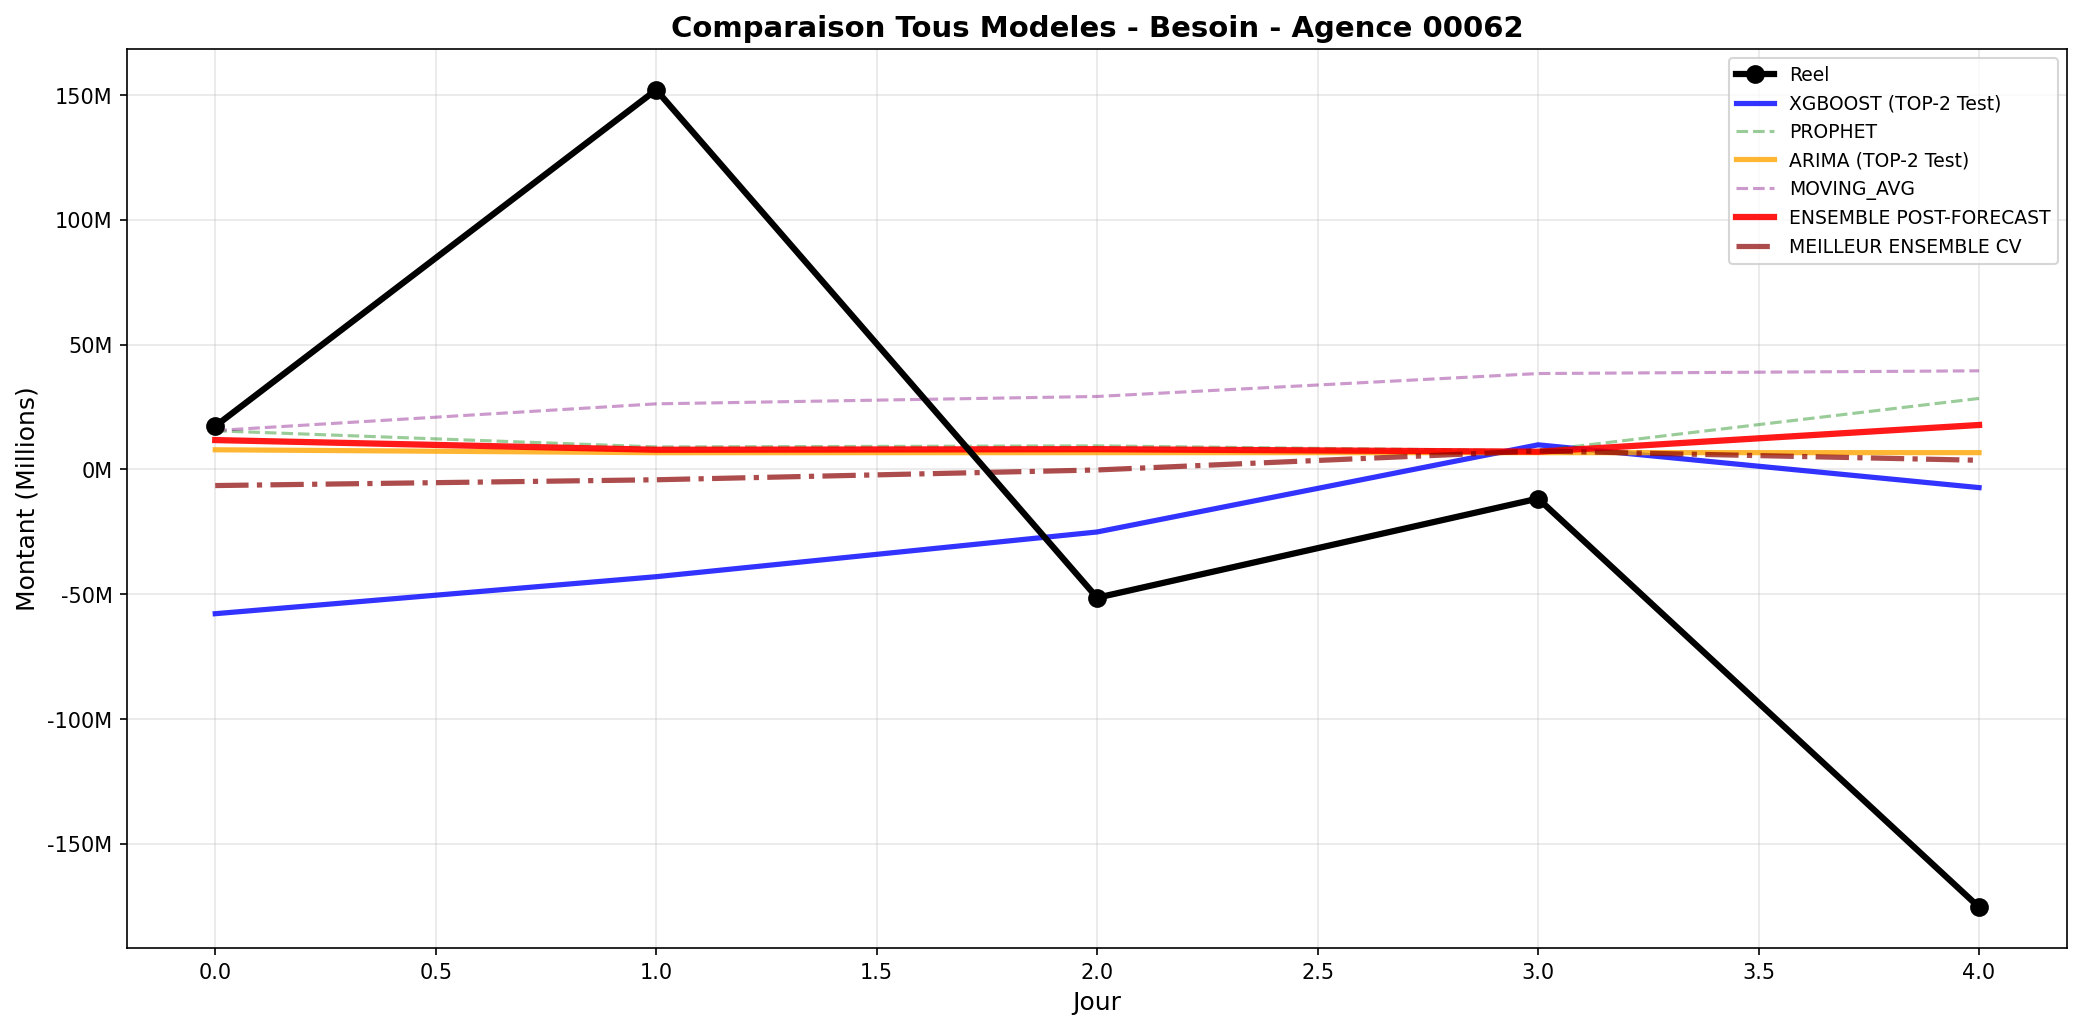 Comparaison Tous Modeles - Besoin - Agence 00062
Montant (Millions)
150M
100M
50M
0M
-50M
-100M
-150M
Reel
XGBOOST (TOP-2 Test)
PROPHET
ARIMA (TOP-2 Test)
MOVING_AVG
ENSEMBLE POST-FORECAST
MEILLEUR ENSEMBLE CV
0.0 0.5 1.0 1.5 2.0 2.5 3.0 3.5 4.0
Jour